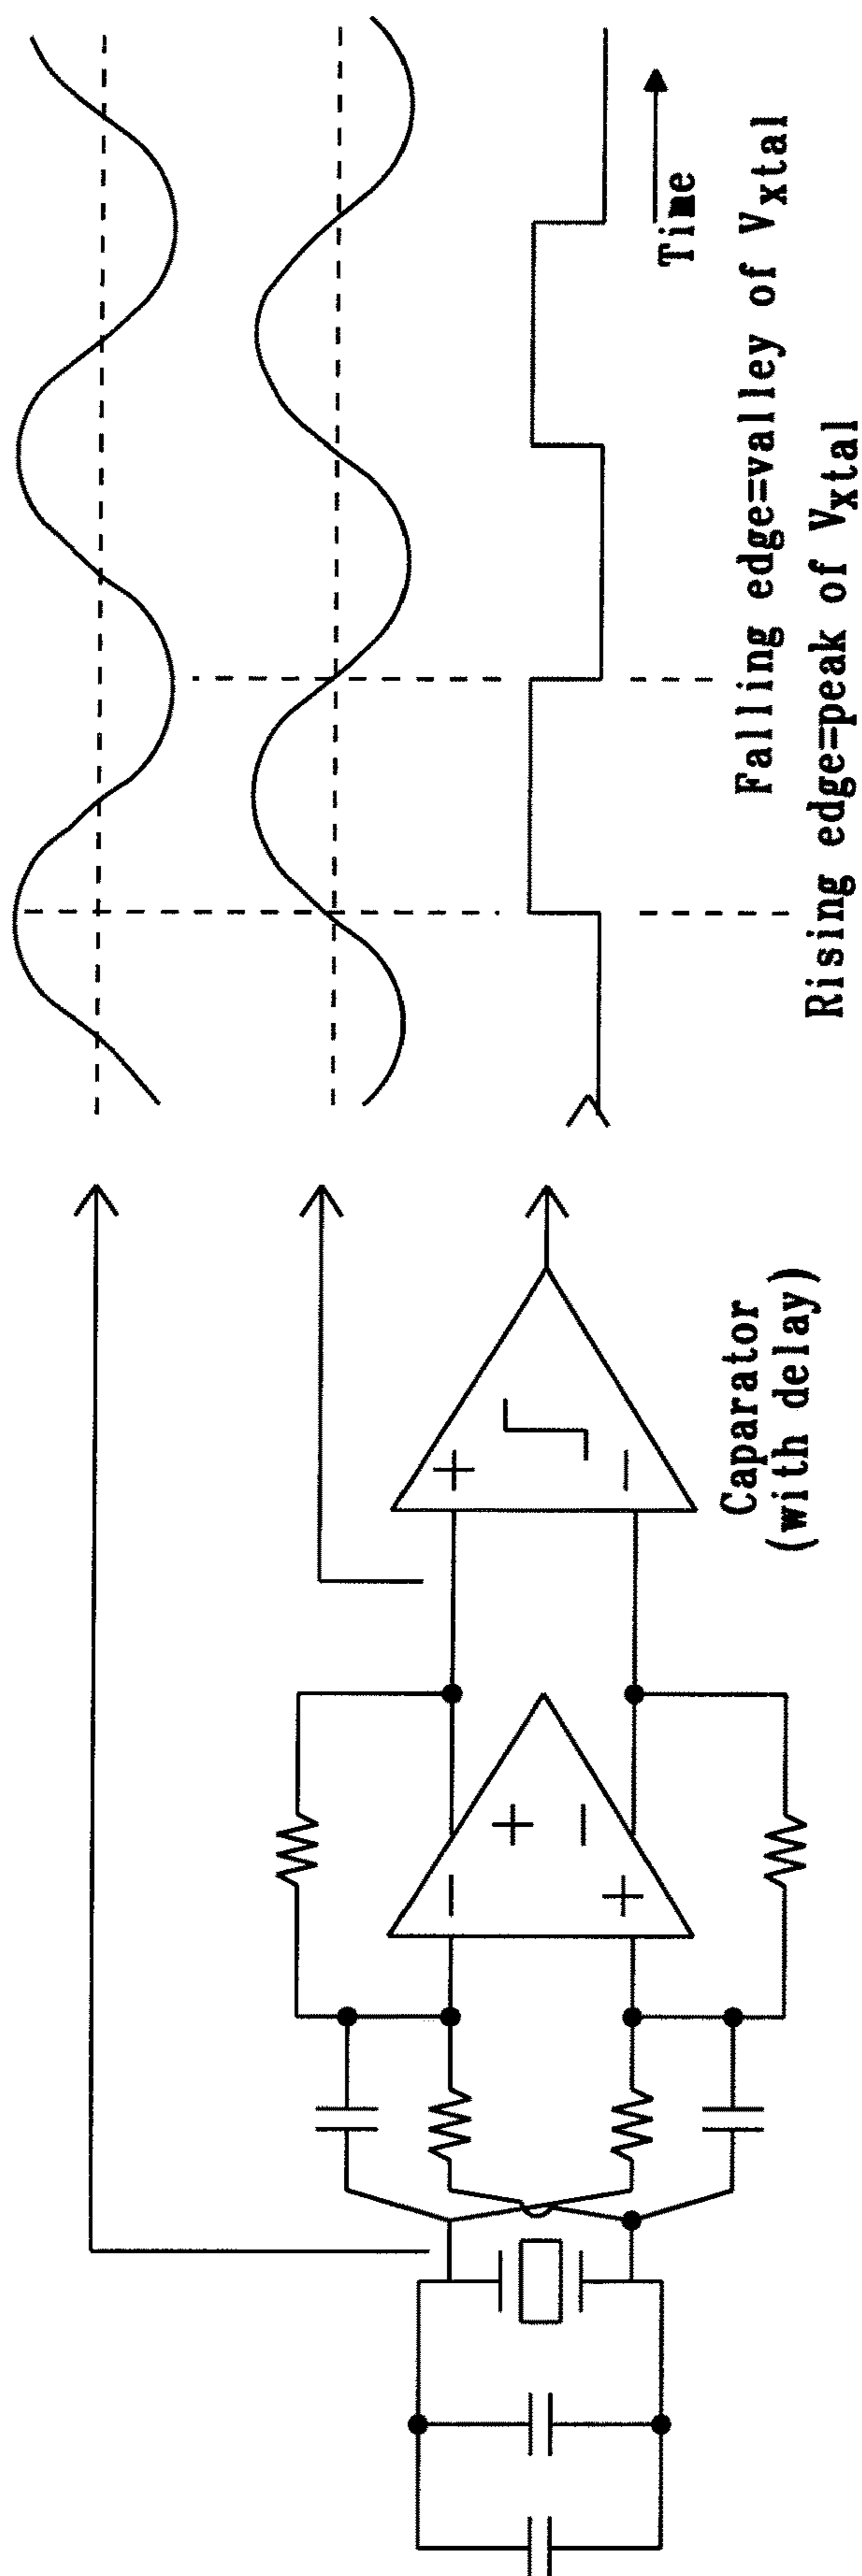 Time
Falling edge=valley of Vxtal
Rising edge=peak of Vxtal
Caparator
(with delay)